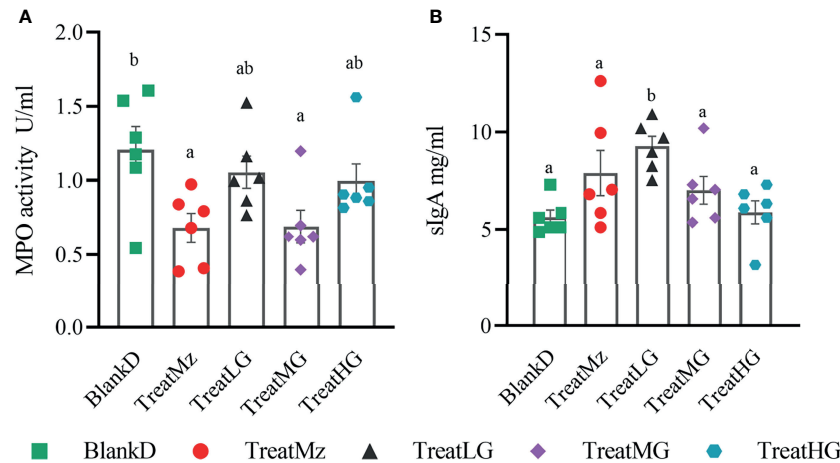 A
MPO activity U/ml
2.0
1.5
1.0
0.5
0.0
b
a
ab
a
ab
BlankD
TreatMz
TreatLG
TreatMG
TreatHG
B
sIgA mg/ml
15
10
5
0
a
a
b
a
a
BlankD
TreatMz
TreatLG
TreatMG
TreatHG
BlankD TreatMz TreatLG TreatMG TreatHG